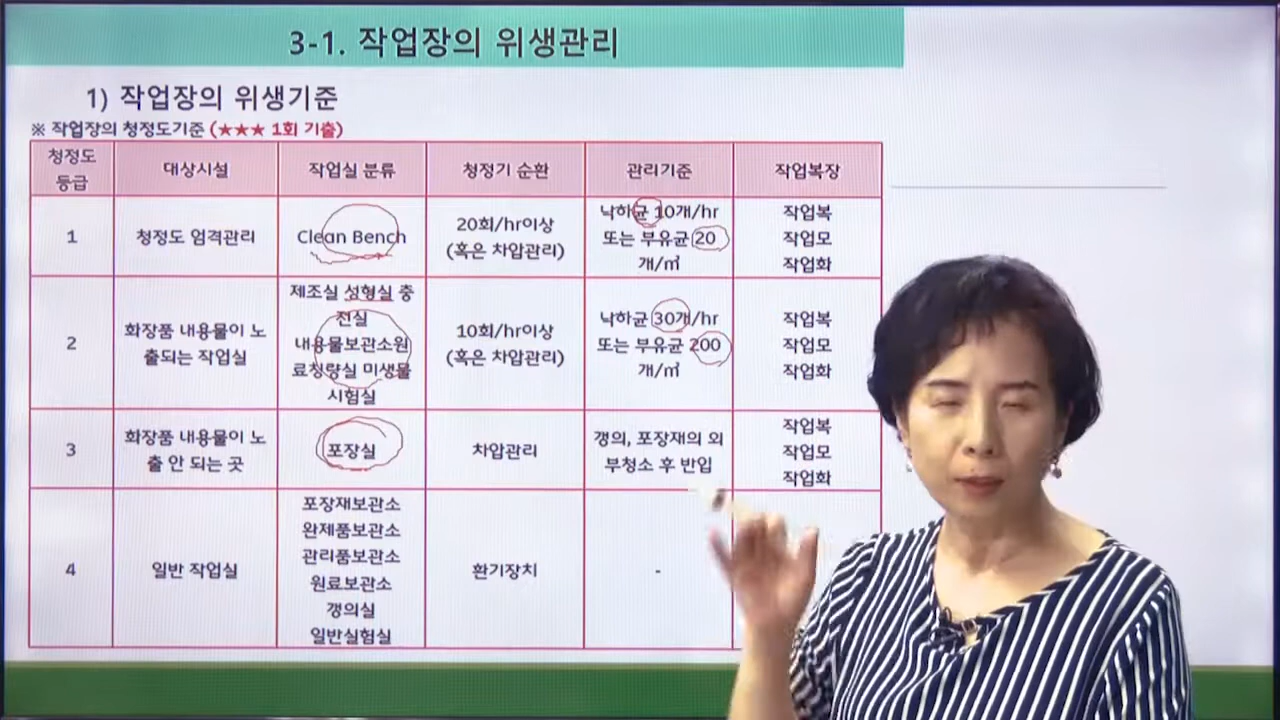 3-1. 작업장의 위생관리
1) 작업장의 위생기준
※ 작업장의 청정도기준 (★★★ 1회 기출)
청정도
등급
대상시설
작업실 분류
청정기 순환
관리기준
작업복장
1
청정도 엄격관리
Clean Bench
20회/hr이상
(혹은 차압관리)
낙하균 10개/hr
또는 부유균 20
개/㎥
작업복
작업모
작업화
2
화장품 내용물이 노
출되는 작업실
제조실 성형실 충
전실
내용물보관소원
료칭량실 미생물
시험실
10회/hr이상
(혹은 차압관리)
낙하균 30개/hr
또는 부유균 200
개/㎥
작업복
작업모
작업화
3
화장품 내용물이 노
출 안 되는 곳
포장실
차압관리
갱의, 포장재의 외
부청소 후 반입
작업복
작업모
작업화
4
일반 작업실
포장재보관소
완제품보관소
관리품보관소
원료보관소
갱의실
일반실험실
환기장치
-